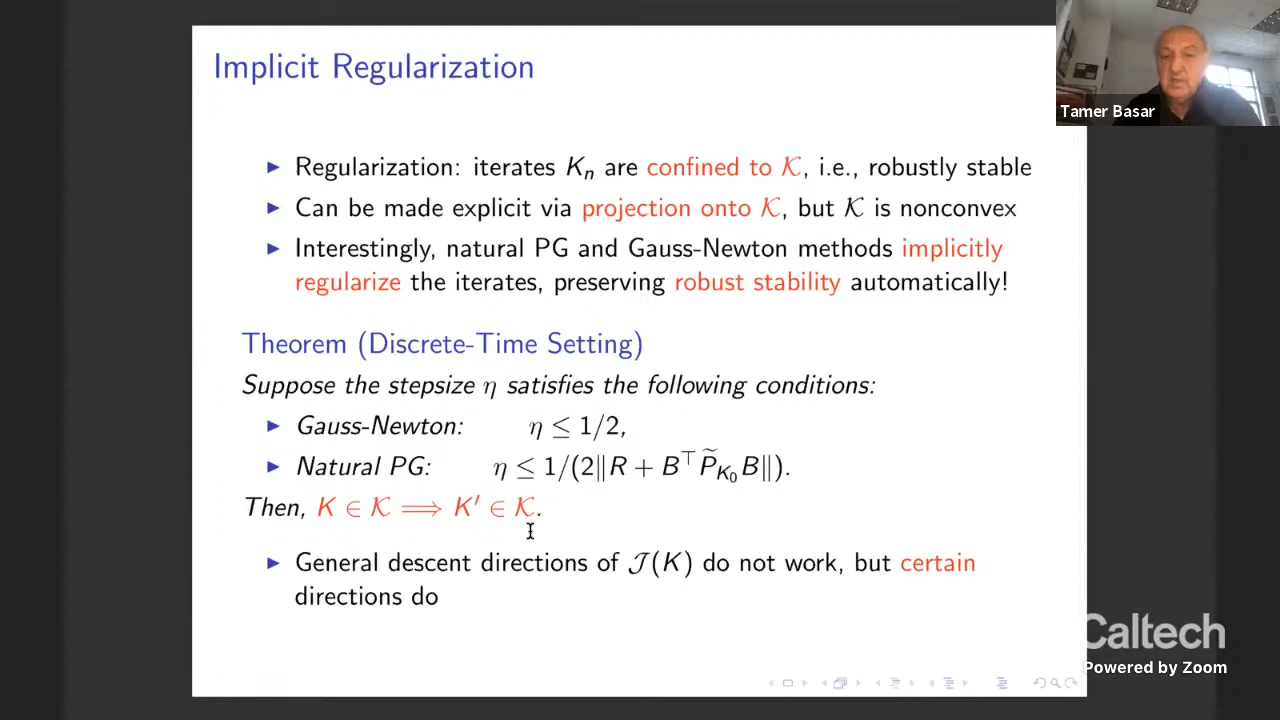 Implicit Regularization
Tamer Basar
▶ Regularization: iterates Kₙ are confined to 𝒦, i.e., robustly stable
▶ Can be made explicit via projection onto 𝒦, but 𝒦 is nonconvex
▶ Interestingly, natural PG and Gauss-Newton methods implicitly
regularize the iterates, preserving robust stability automatically!
Theorem (Discrete-Time Setting)
Suppose the stepsize η satisfies the following conditions:
▶ Gauss-Newton: η ≤ 1/2,
▶ Natural PG: η ≤ 1/(2‖R + B^⊤ P̃_{K₀} B‖).
Then, K ∈ 𝒦 ⟹ K′ ∈ 𝒦.
▶ General descent directions of 𝒥(K) do not work, but certain
directions do
Caltech
Powered by Zoom